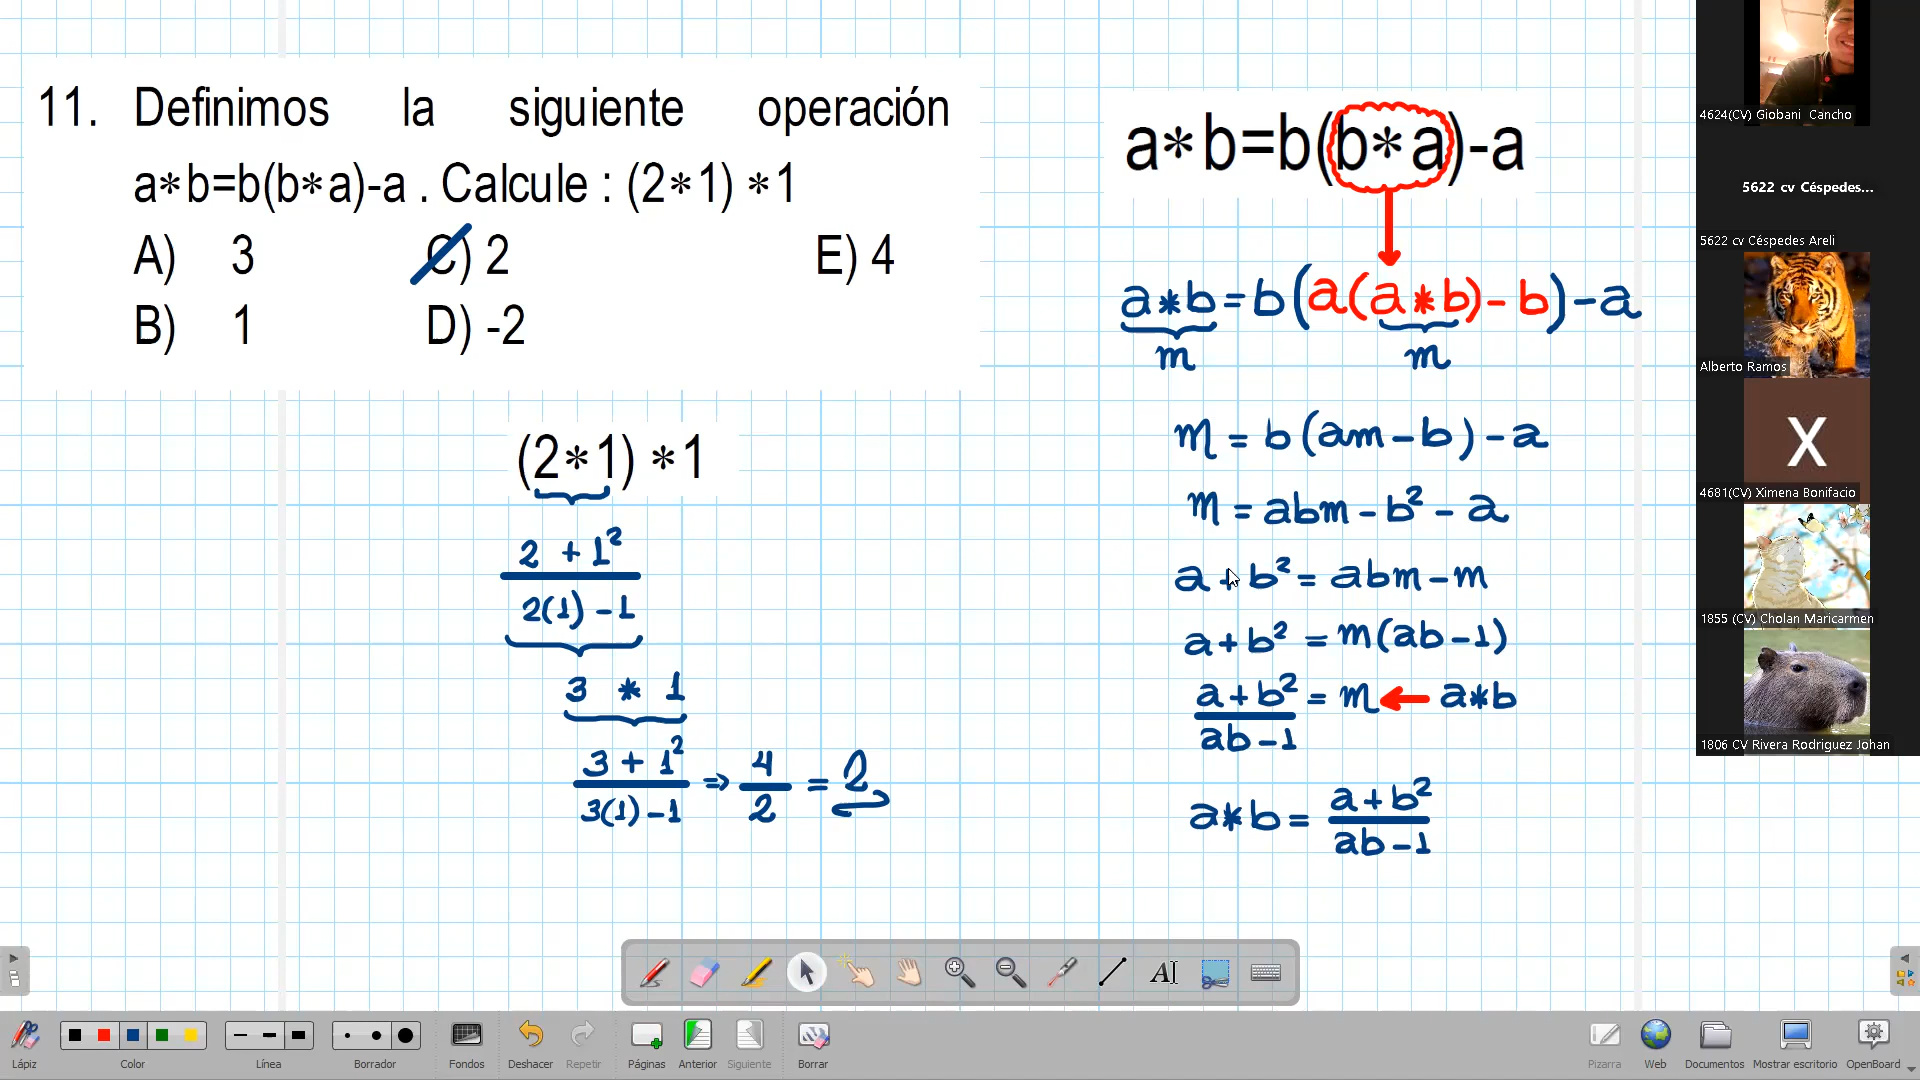 11. Definimos la siguiente operación
a*b=b(b*a)-a . Calcule : (2*1) *1
A) 3 C) 2 E) 4
B) 1 D) -2
(2*1) *1
2 + 1²
2(1) - 1
3 * 1
3 + 1² ⇒ 4 = 2
3(1) - 1 2
a*b=b(b*a)-a
a*b = b(a(a*b) - b) - a
m m
m = b(am - b) - a
m = abm - b² - a
a + b² = abm - m
a + b² = m(ab - 1)
a + b² = m ← a*b
ab - 1
a*b = a + b²
ab - 1
4624(CV) Giobani Cancho
5622 cv Céspedes...
5622 cv Céspedes Areli
Alberto Ramos
X
4681(CV) Ximena Bonifacio
1855 (CV) Cholan Maricarmen
1806 CV Rivera Rodriguez Johan
AI
Lápiz Color Línea Borrador Fondos Deshacer Repetir Páginas Anterior Siguiente Borrar Pizarra Web Documentos Mostrar escritorio OpenBoard